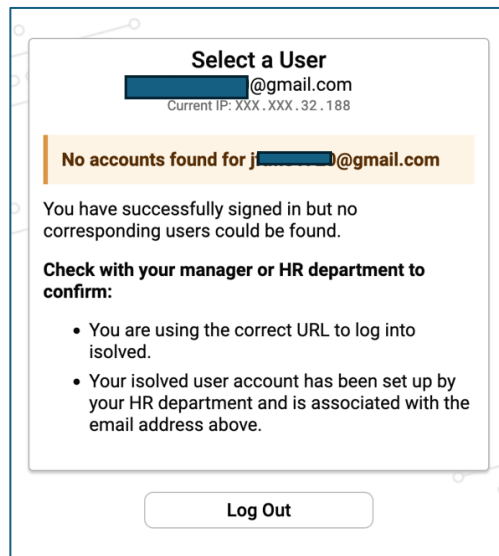 Select a User
@gmail.com
Current IP: XXX.XXX.32.188
No accounts found for @gmail.com
You have successfully signed in but no
corresponding users could be found.
Check with your manager or HR department to
confirm:
• You are using the correct URL to log into
isolved.
• Your isolved user account has been set up by
your HR department and is associated with the
email address above.
Log Out